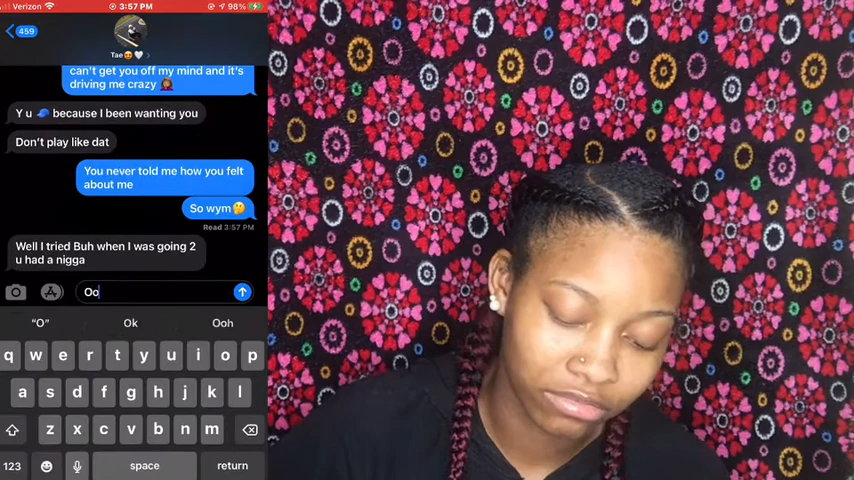 Verizon 3:57 PM 98%
459
Tae😍🤍
can't get you off my mind and it's
driving me crazy 🤦🏾‍♀️
Y u 🧢 because I been wanting you
Don't play like dat
You never told me how you felt
about me
So wym🤔
Read 3:57 PM
Well I tried Buh when I was going 2
u had a nigga
Oo
“O” Ok Ooh
q w e r t y u i o p
a s d f g h j k l
z x c v b n m
123 space return